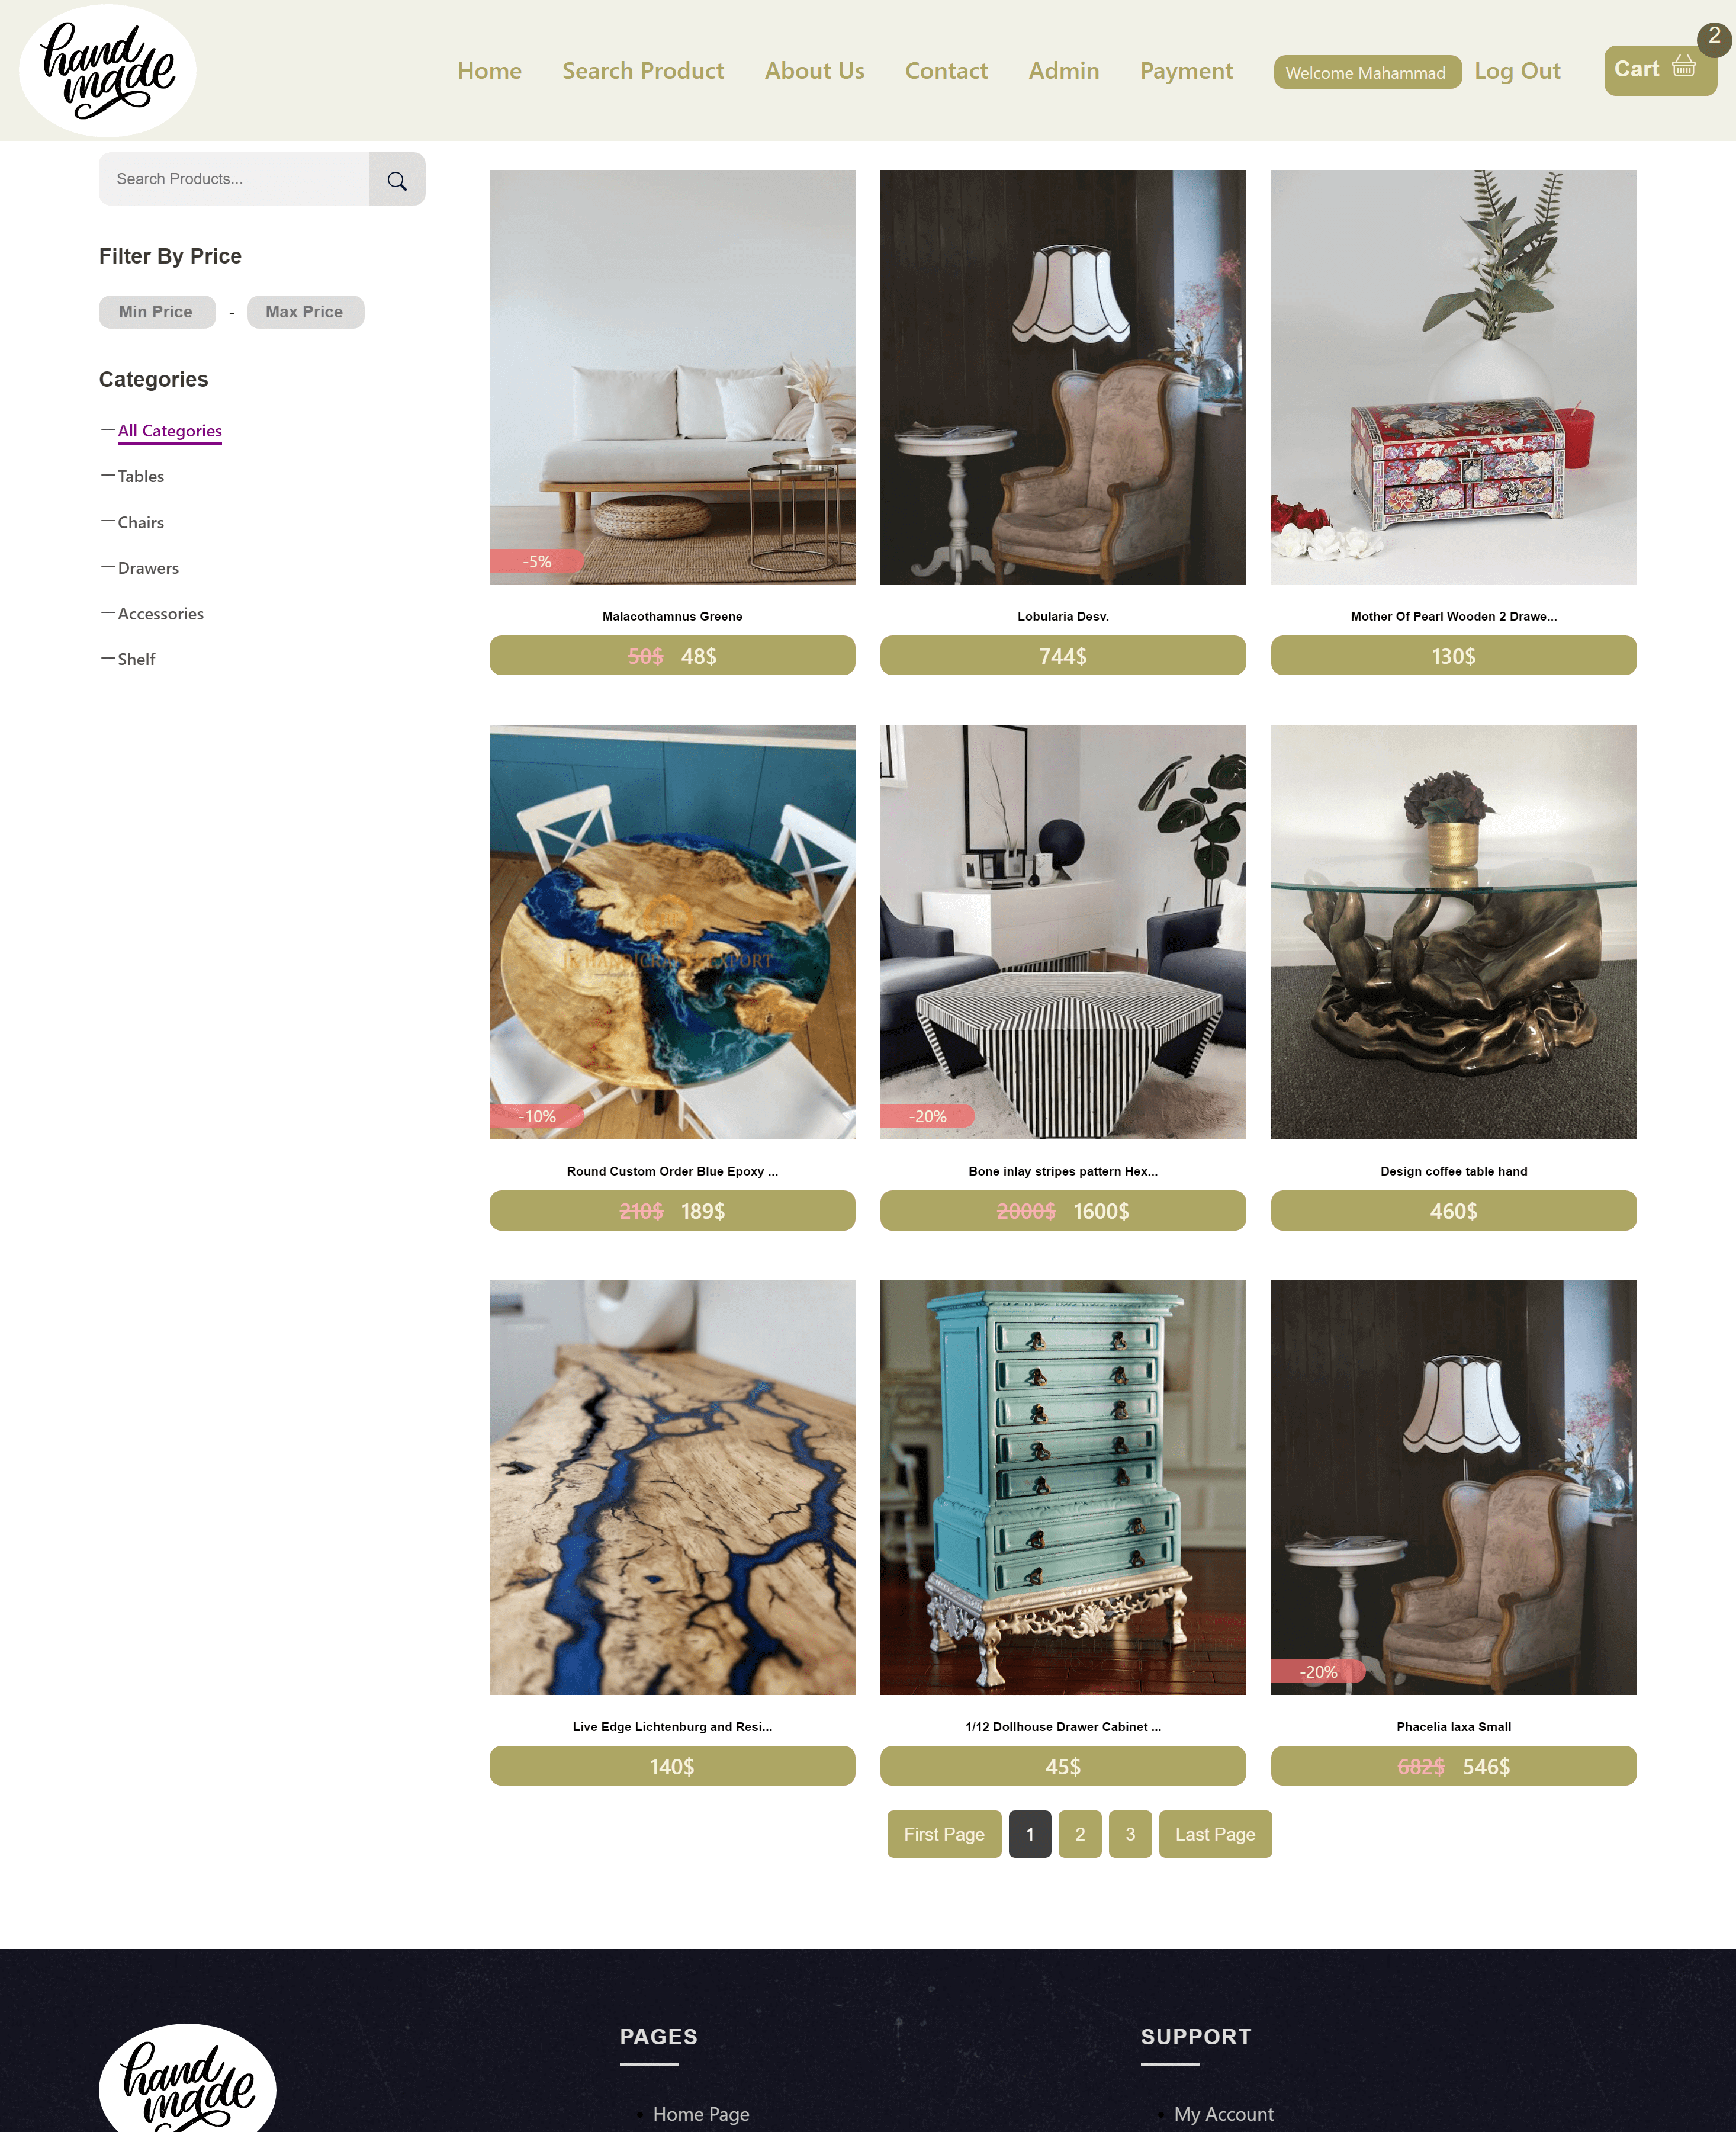 hand
made
Home Search Product About Us Contact Admin Payment Welcome Mahammad Log Out Cart 2
Search Products...
Filter By Price
Min Price - Max Price
Categories
All Categories
Tables
Chairs
Drawers
Accessories
Shelf
-5%
Malacothamnus Greene
50$ 48$
Lobularia Desv.
744$
Mother Of Pearl Wooden 2 Drawe...
130$
HANDICRAFT EXPORT
-10%
Round Custom Order Blue Epoxy ...
210$ 189$
-20%
Bone inlay stripes pattern Hex...
2000$ 1600$
Design coffee table hand
460$
Live Edge Lichtenburg and Resi...
140$
1/12 Dollhouse Drawer Cabinet ...
45$
-20%
Phacelia laxa Small
682$ 546$
First Page 1 2 3 Last Page
hand
made
PAGES
Home Page
SUPPORT
My Account